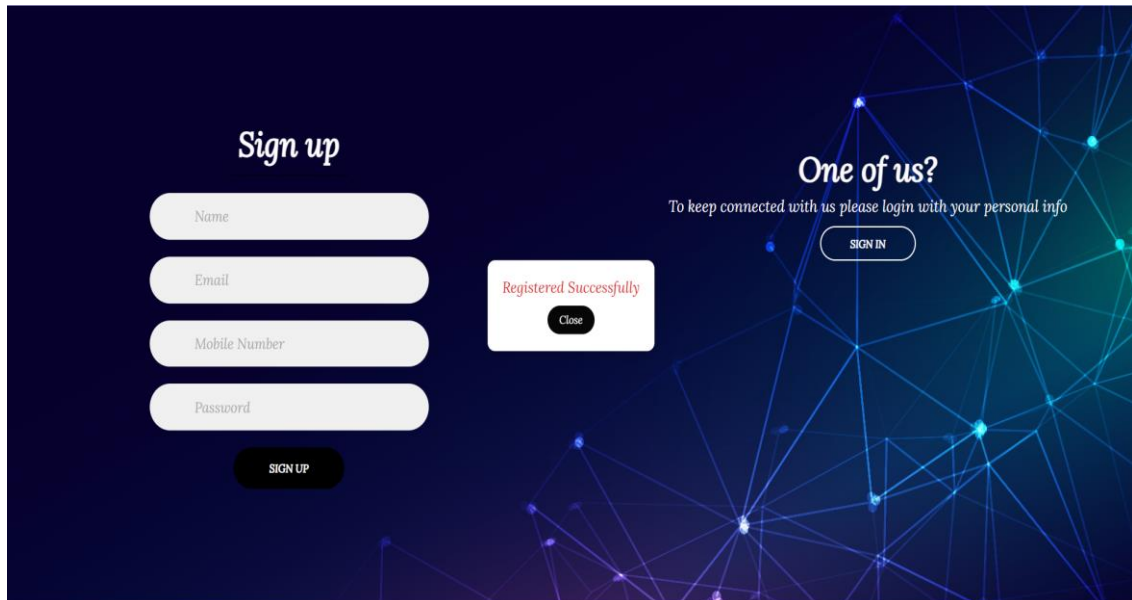 Sign up
Name
Email
Mobile Number
Password
SIGN UP
Registered Successfully
Close
One of us?
To keep connected with us please login with your personal info
SIGN IN